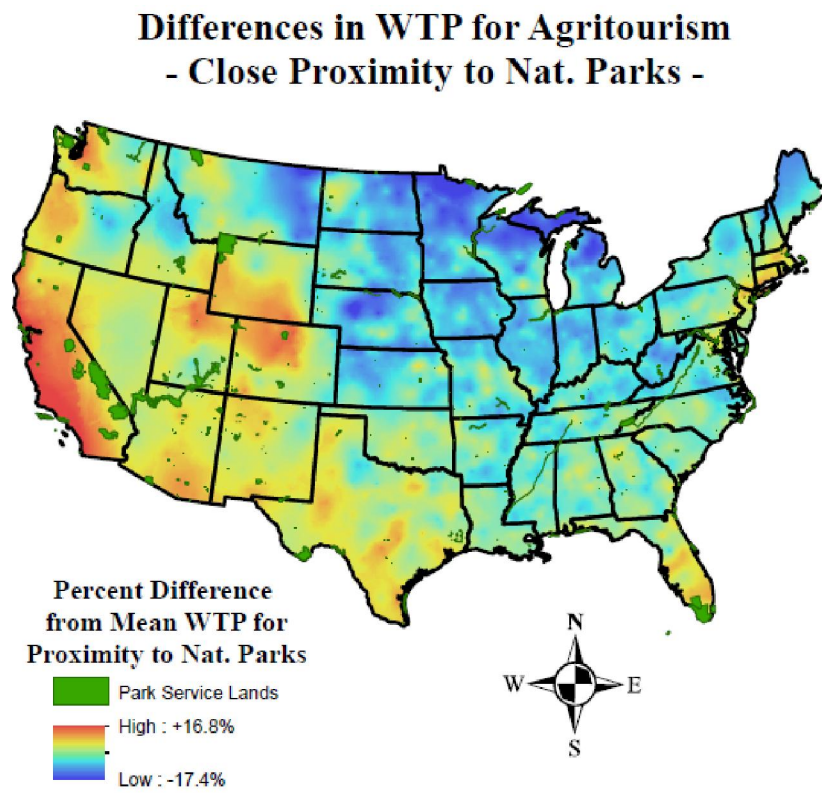 Differences in WTP for Agritourism
- Close Proximity to Nat. Parks -
Percent Difference
from Mean WTP for
Proximity to Nat. Parks
Park Service Lands
High : +16.8%
Low : -17.4%
N
W E
S